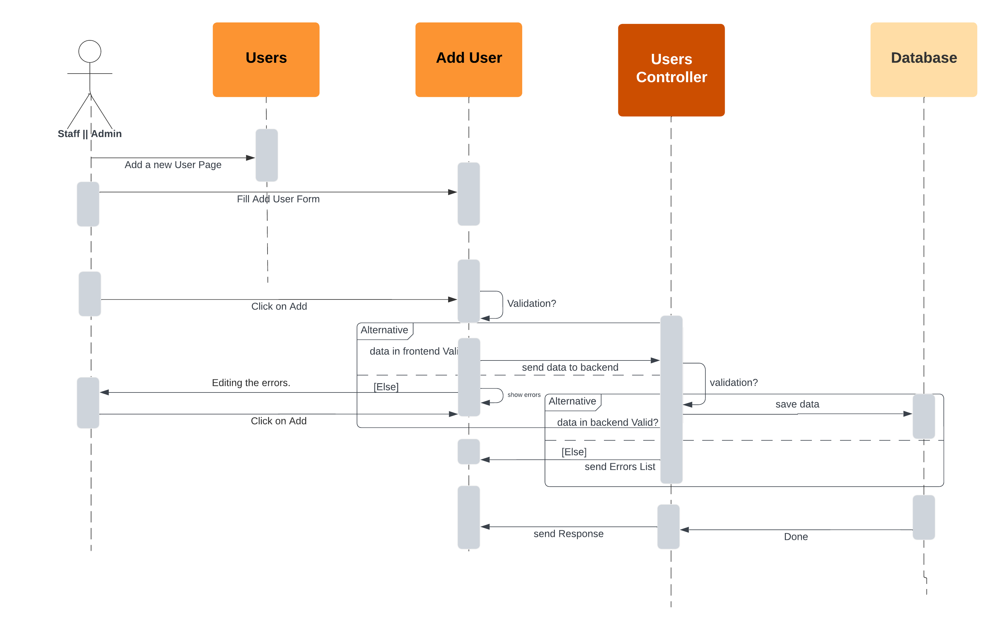 Users
Add User
Users
Controller
Database
Staff || Admin
Add a new User Page
Fill Add User Form
Click on Add
Validation?
Alternative
data in frontend Vali
send data to backend
Editing the errors.
[Else]
show errors
validation?
Alternative
save data
Click on Add
data in backend Valid?
[Else]
send Errors List
send Response
Done